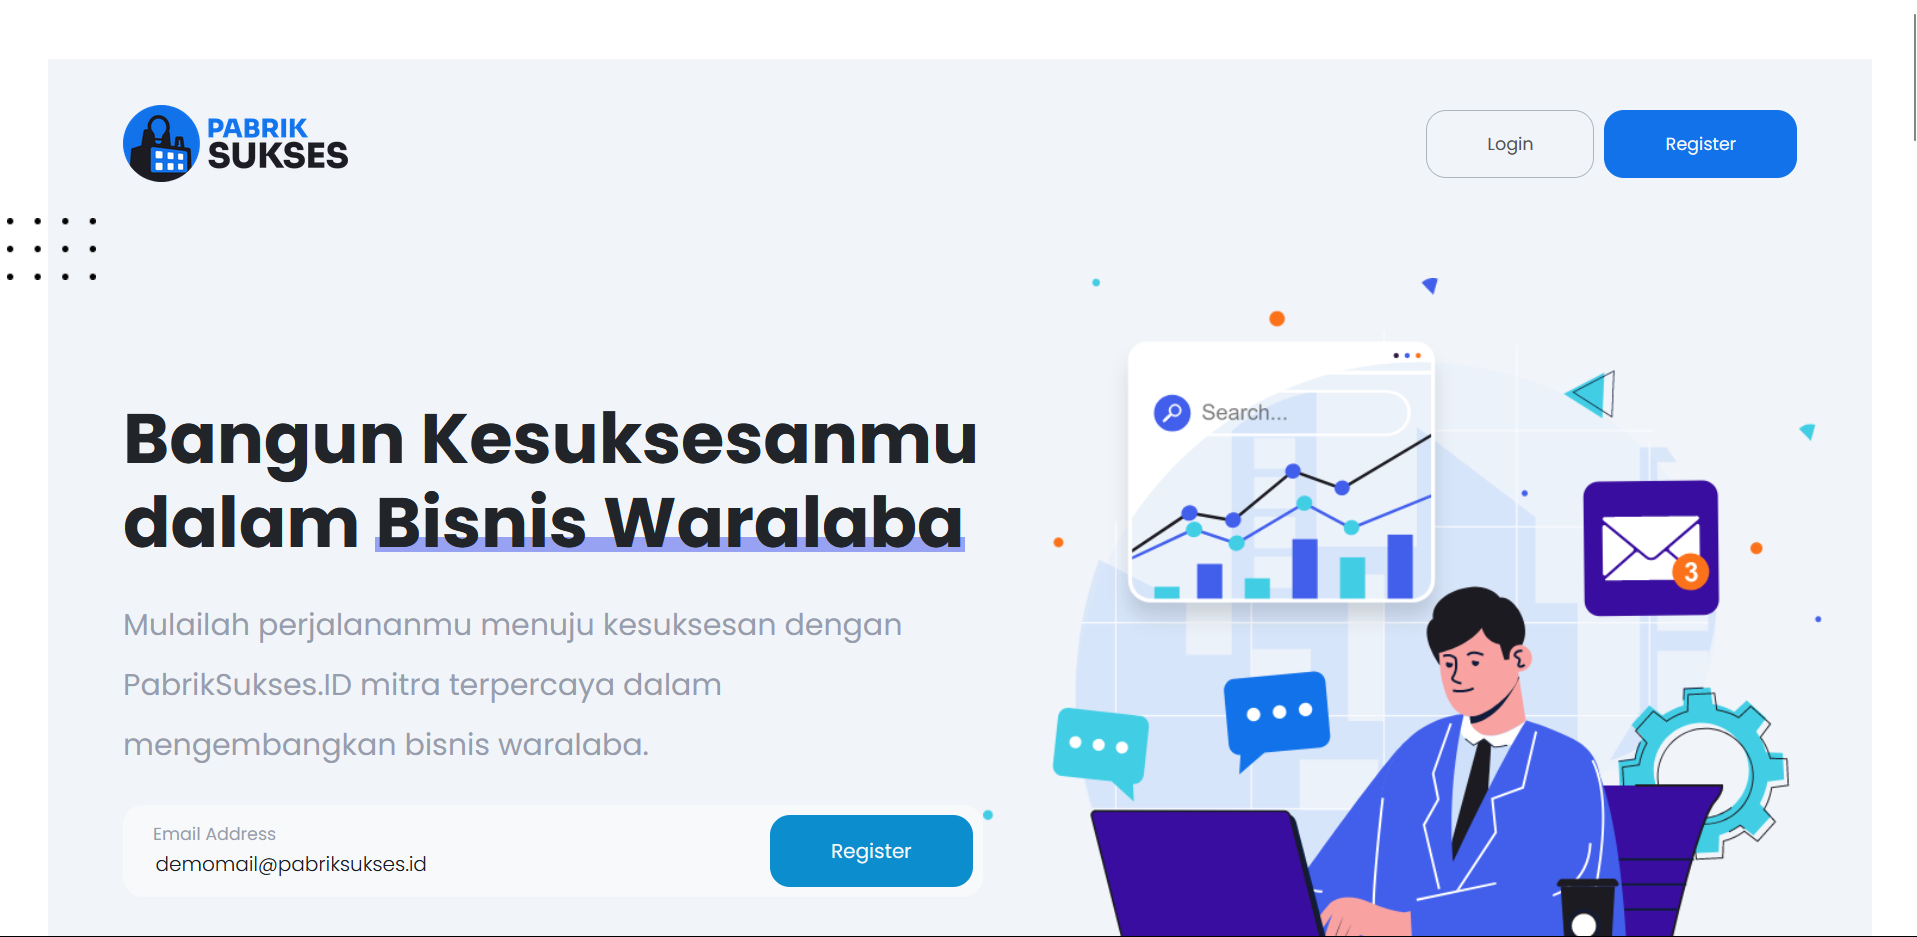 PABRIK
SUKSES
Login
Register
Bangun Kesuksesanmu
dalam Bisnis Waralaba
Mulailah perjalananmu menuju kesuksesan dengan
PabrikSukses.ID mitra terpercaya dalam
mengembangkan bisnis waralaba.
Email Address
demomail@pabriksukses.id
Register
Search...
3